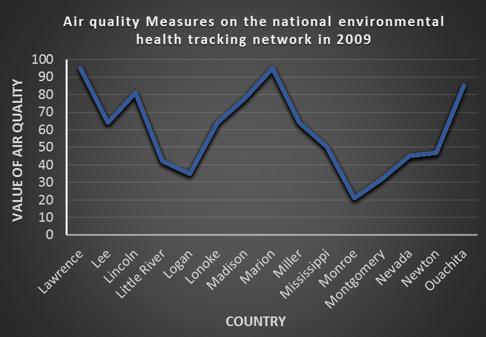 Air quality Measures on the national environmental
health tracking network in 2009
VALUE OF AIR QUALITY
100
90
80
70
60
50
40
30
20
10
0
Lawrence
Lee
Lincoln
Little River
Logan
Lonoke
Madison
Marion
Miller
Mississippi
Monroe
Montgomery
Nevada
Newton
Ouachita
COUNTRY